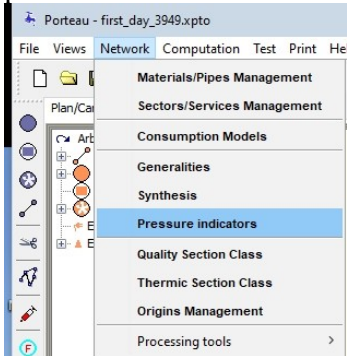 Porteau - first_day_3949.xpto
File Views Network Computation Test Print
Materials/Pipes Management
Sectors/Services Management
Plan/Ca
Arb
Consumption Models
Generalities
Synthesis
Pressure indicators
E
Quality Section Class
E
Thermic Section Class
Origins Management
Processing tools
F